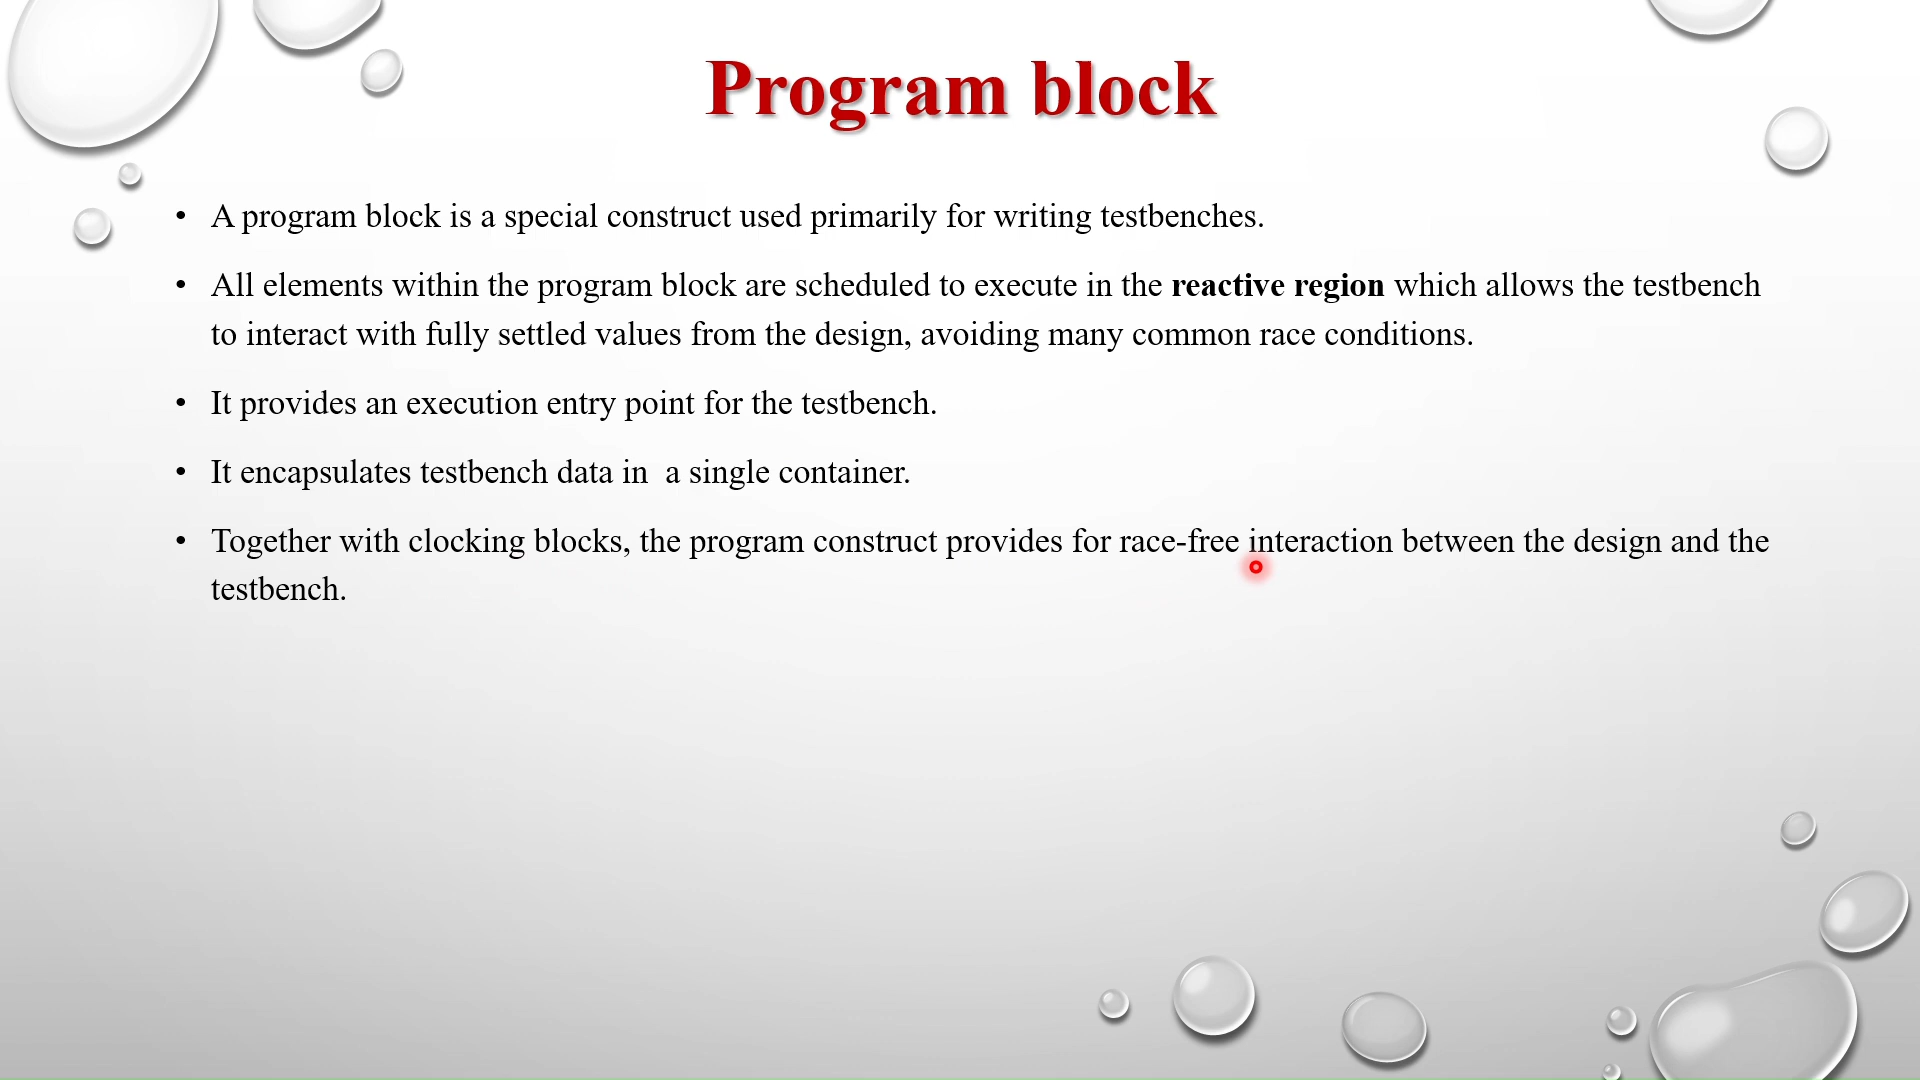 Program block
• A program block is a special construct used primarily for writing testbenches.
• All elements within the program block are scheduled to execute in the reactive region which allows the testbench
to interact with fully settled values from the design, avoiding many common race conditions.
• It provides an execution entry point for the testbench.
• It encapsulates testbench data in  a single container.
• Together with clocking blocks, the program construct provides for race-free interaction between the design and the
testbench.